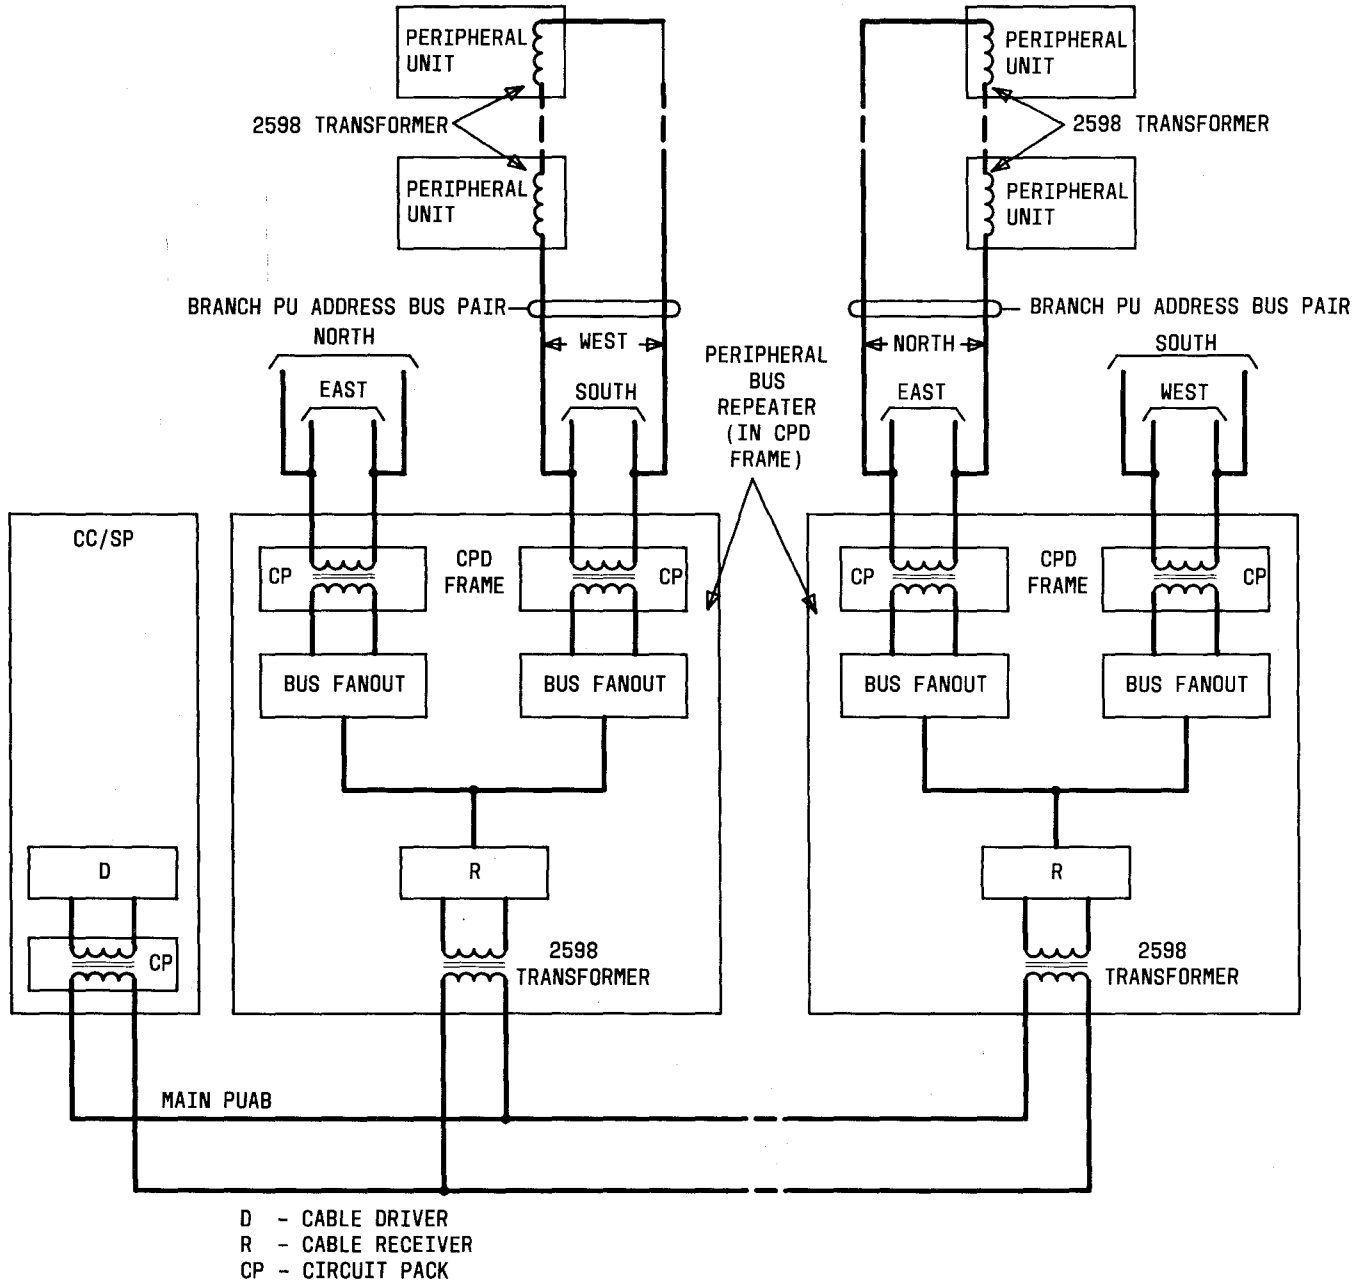 PERIPHERAL
UNIT
PERIPHERAL
UNIT
2598 TRANSFORMER
2598 TRANSFORMER
PERIPHERAL
UNIT
PERIPHERAL
UNIT
BRANCH PU ADDRESS BUS PAIR
BRANCH PU ADDRESS BUS PAIR
NORTH
WEST
NORTH
SOUTH
EAST
SOUTH
PERIPHERAL
BUS
REPEATER
(IN CPD
FRAME)
EAST
WEST
CC/SP
CP
CPD
FRAME
CP
CP
CPD
FRAME
CP
BUS FANOUT
BUS FANOUT
BUS FANOUT
BUS FANOUT
D
R
R
CP
2598
TRANSFORMER
2598
TRANSFORMER
MAIN PUAB
D - CABLE DRIVER
R - CABLE RECEIVER
CP - CIRCUIT PACK